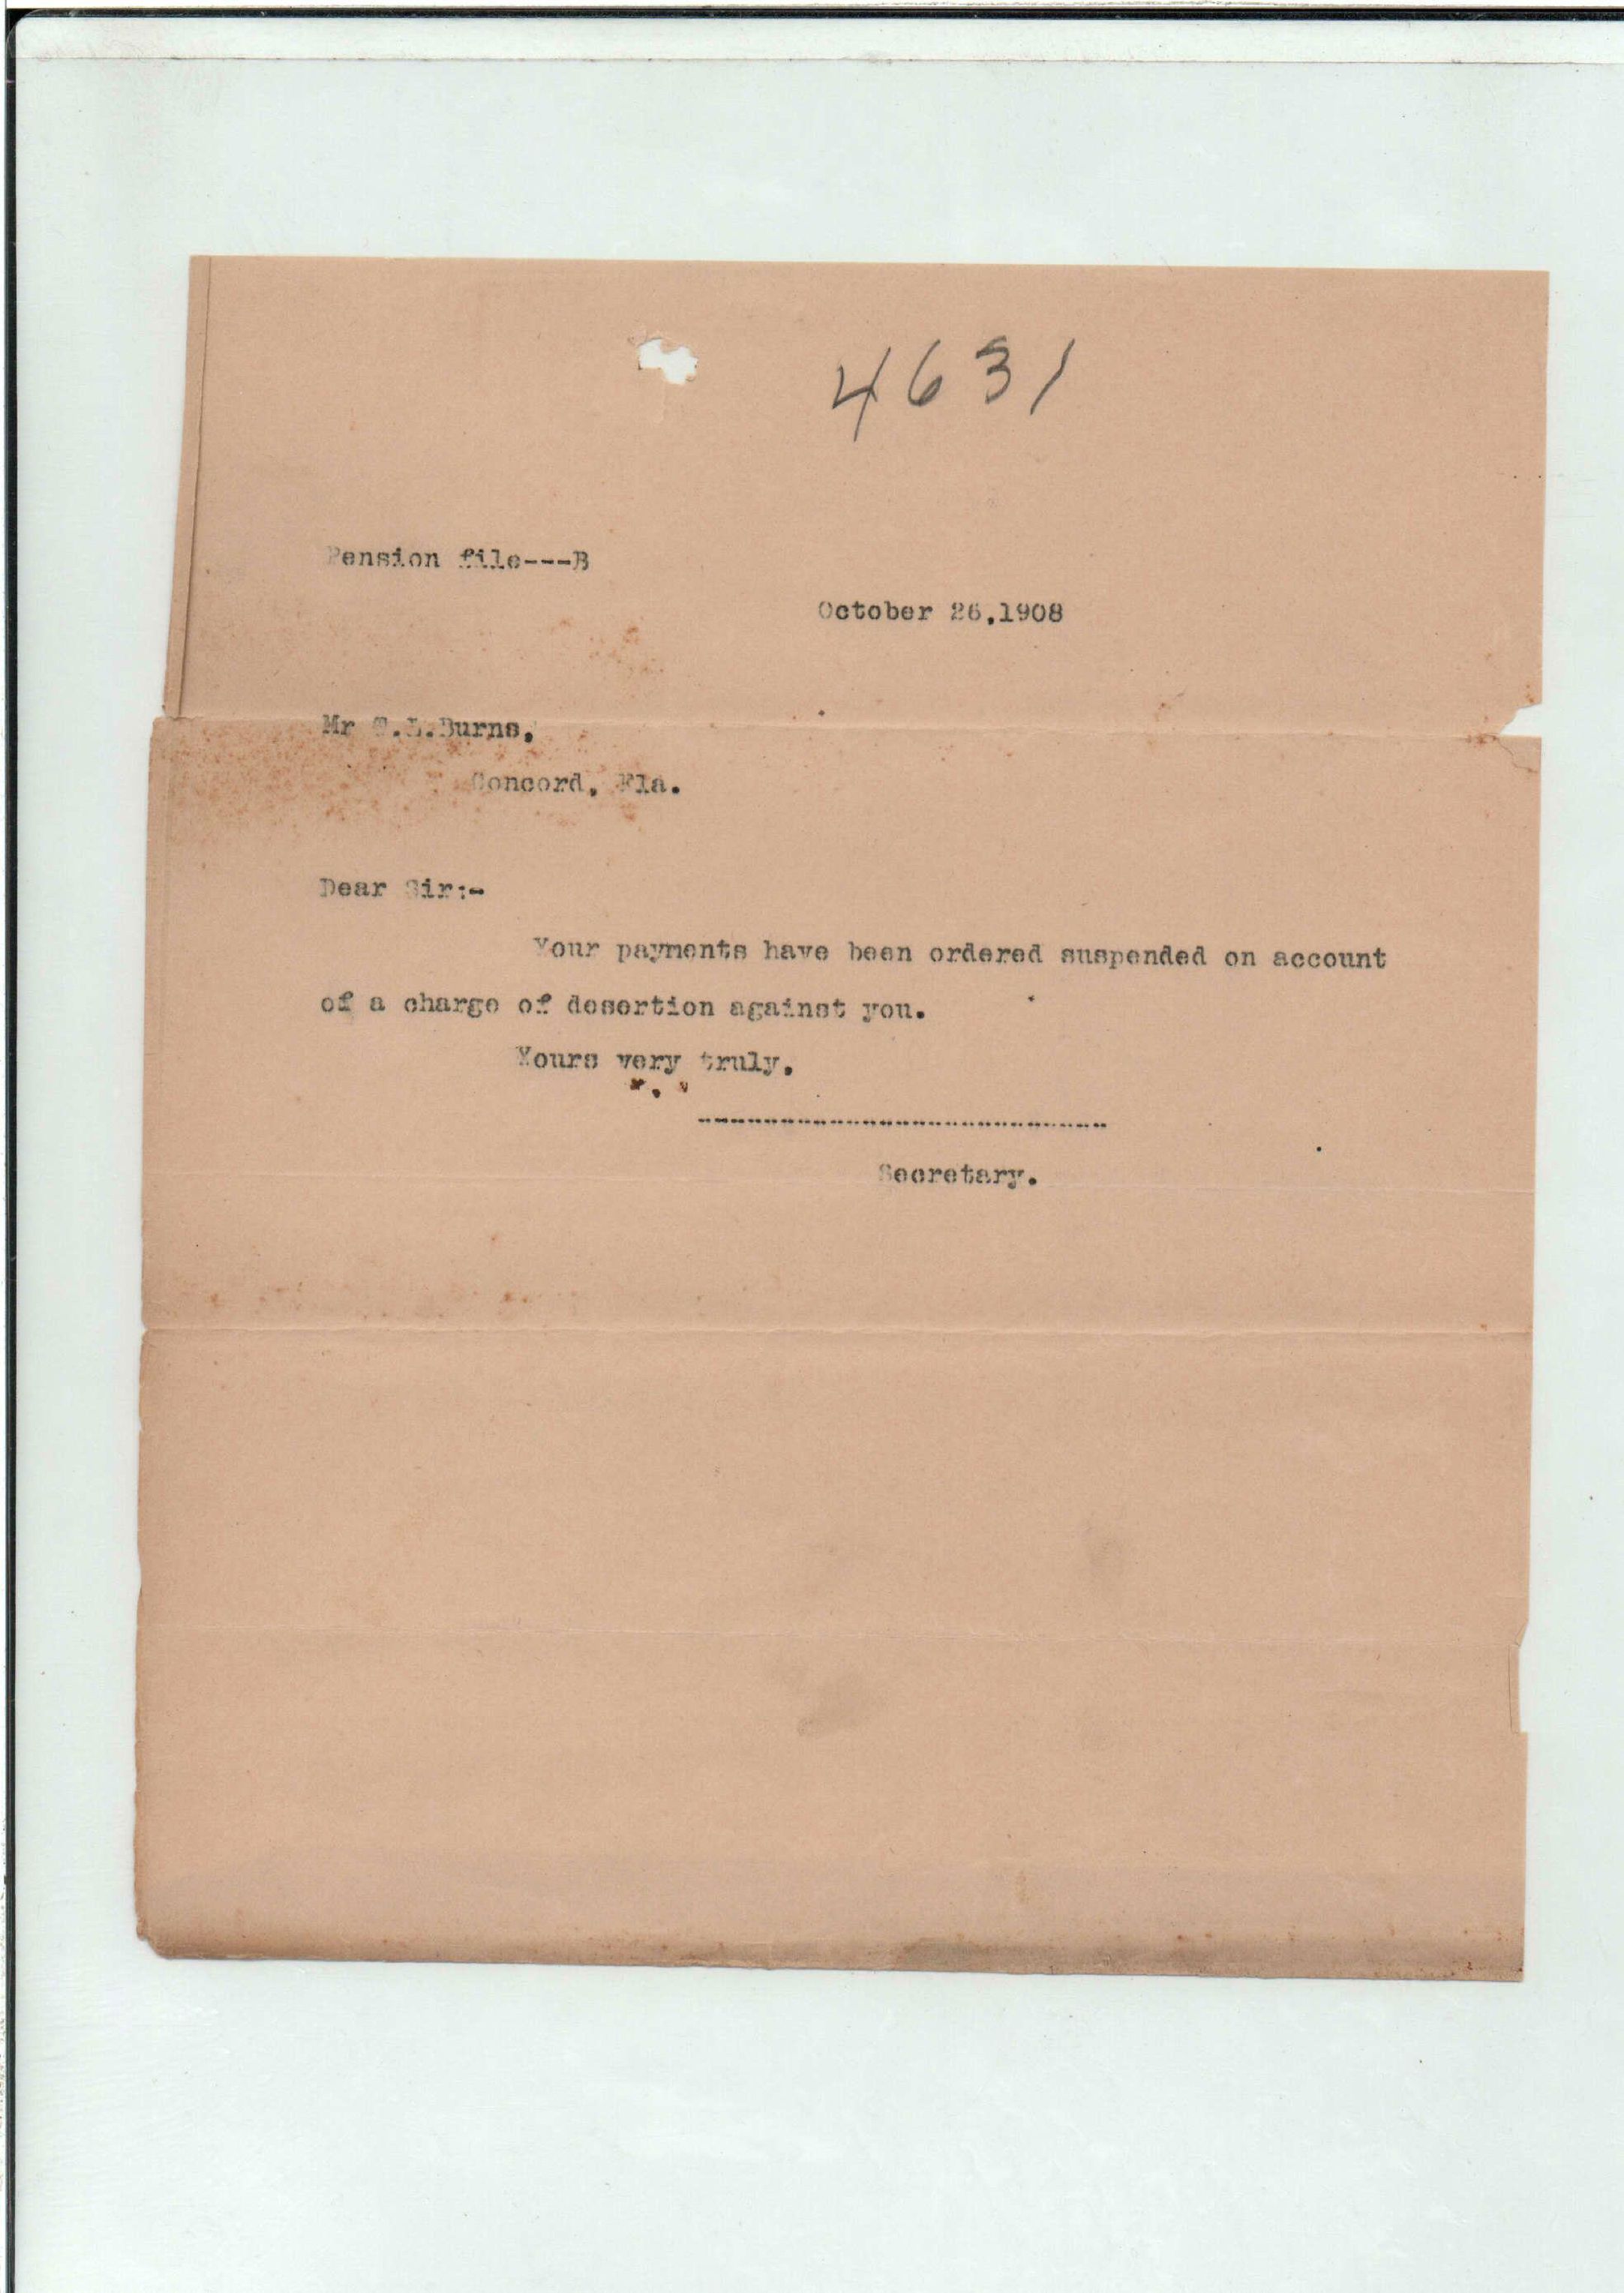 4631
Pension file---B
October 26,1908
Mr T.L.Burns,
Concord, Fla.
Dear Sir:-
Your payments have been ordered suspended on account
of a charge of desertion against you.
Yours very truly,
Secretary.